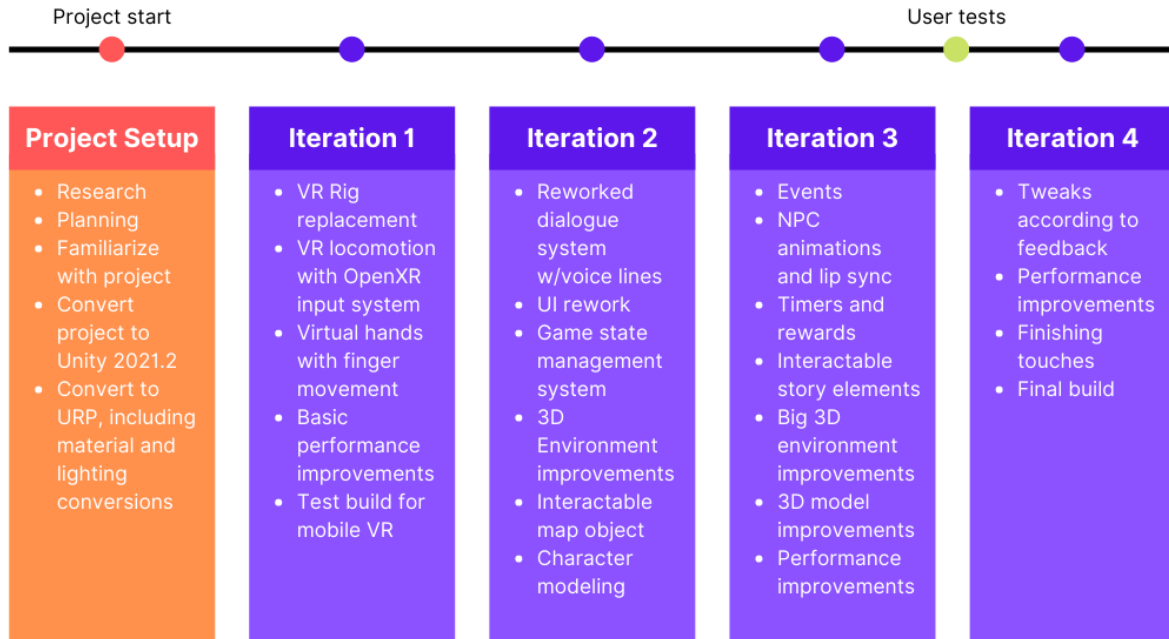 Project start
User tests
Project Setup
• Research
• Planning
• Familiarize
with project
• Convert
project to
Unity 2021.2
• Convert to
URP, including
material and
lighting
conversions
Iteration 1
• VR Rig
replacement
• VR locomotion
with OpenXR
input system
• Virtual hands
with finger
movement
• Basic
performance
improvements
• Test build for
mobile VR
Iteration 2
• Reworked
dialogue
system
w/voice lines
• UI rework
• Game state
management
system
• 3D
Environment
improvements
• Interactable
map object
• Character
modeling
Iteration 3
• Events
• NPC
animations
and lip sync
• Timers and
rewards
• Interactable
story elements
• Big 3D
environment
improvements
• 3D model
improvements
• Performance
improvements
Iteration 4
• Tweaks
according to
feedback
• Performance
improvements
• Finishing
touches
• Final build